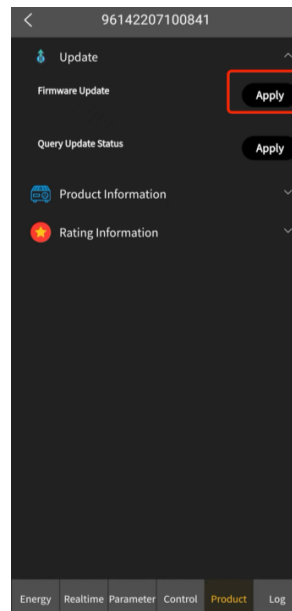 96142207100841
Update
Firmware Update
Apply
Query Update Status
Apply
Product Information
Rating Information
Energy Realtime Parameter Control Product Log